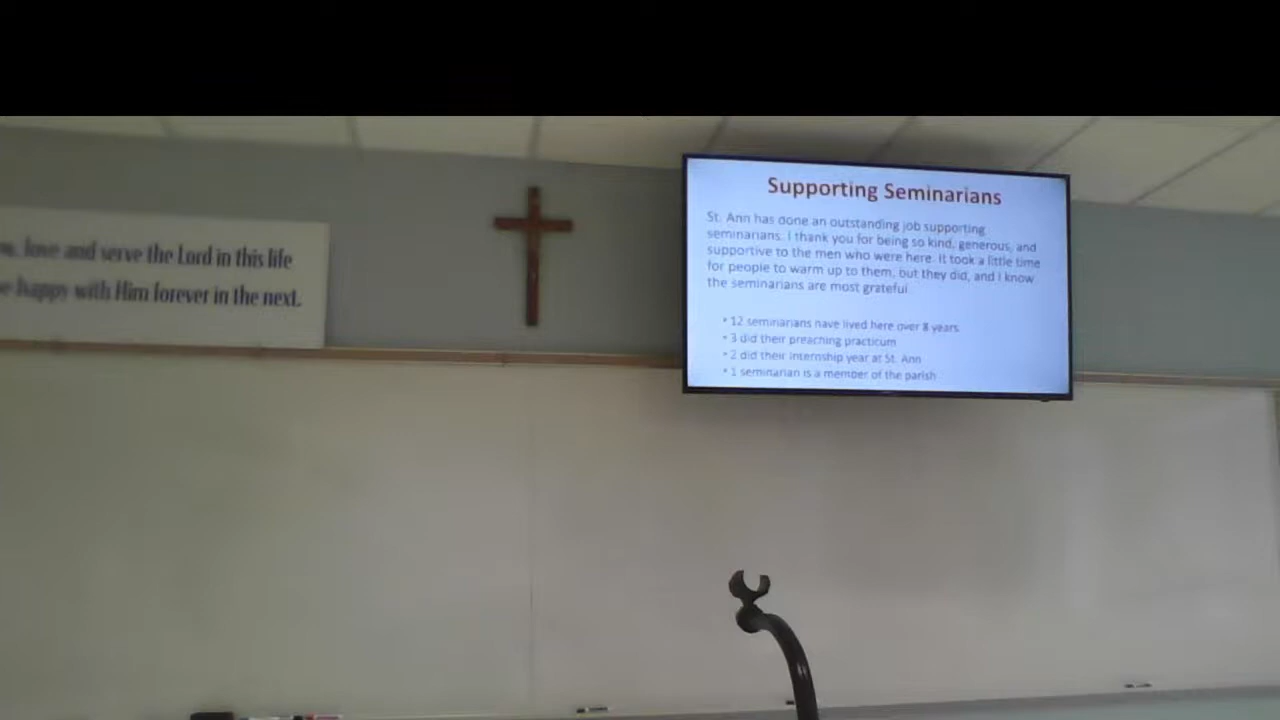 love and serve the Lord in this life
happy with Him forever in the next.
Supporting Seminarians
St. Ann has done an outstanding job supporting
seminarians. I thank you for being so kind, generous, and
supportive to the men who were here. It took a little time
for people to warm up to them, but they did, and I know
the seminarians are most grateful.
• 12 seminarians have lived here over 8 years
• 3 did their preaching practicum
• 2 did their internship year at St. Ann
• 1 seminarian is a member of the parish